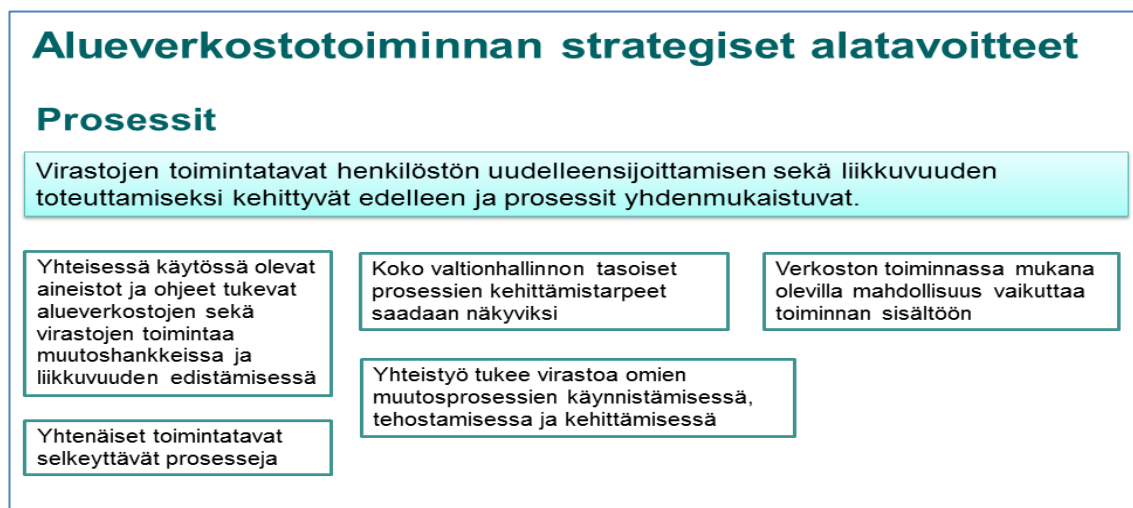 Alueverkostotoiminnan strategiset alatavoitteet
Prosessit
Virastojen toimintatavat henkilöstön uudelleensijoittamisen sekä liikkuvuuden
toteuttamiseksi kehittyvät edelleen ja prosessit yhdenmukaistuvat.
Yhteisessä käytössä olevat
aineistot ja ohjeet tukevat
alueverkostojen sekä
virastojen toimintaa
muutoshankkeissa ja
liikkuvuuden edistämisessä
Yhtenäiset toimintatavat
selkeyttävät prosesseja
Koko valtionhallinnon tasoiset
prosessien kehittämistarpeet
saadaan näkyviksi
Yhteistyö tukee virastoa omien
muutosprosessien käynnistämisessä,
tehostamisessa ja kehittämisessä
Verkoston toiminnassa mukana
olevilla mahdollisuus vaikuttaa
toiminnan sisältöön